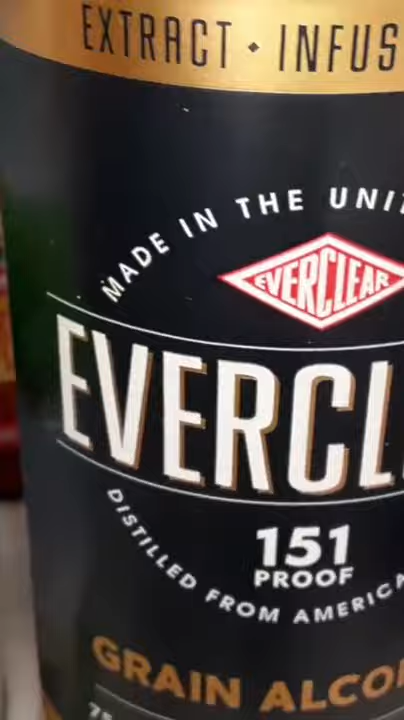 EXTRACT • INFUS
MADE IN THE UNI
EVERCLEAR
EVERCL
151
PROOF
DISTILLED FROM AMERICA
GRAIN ALCO